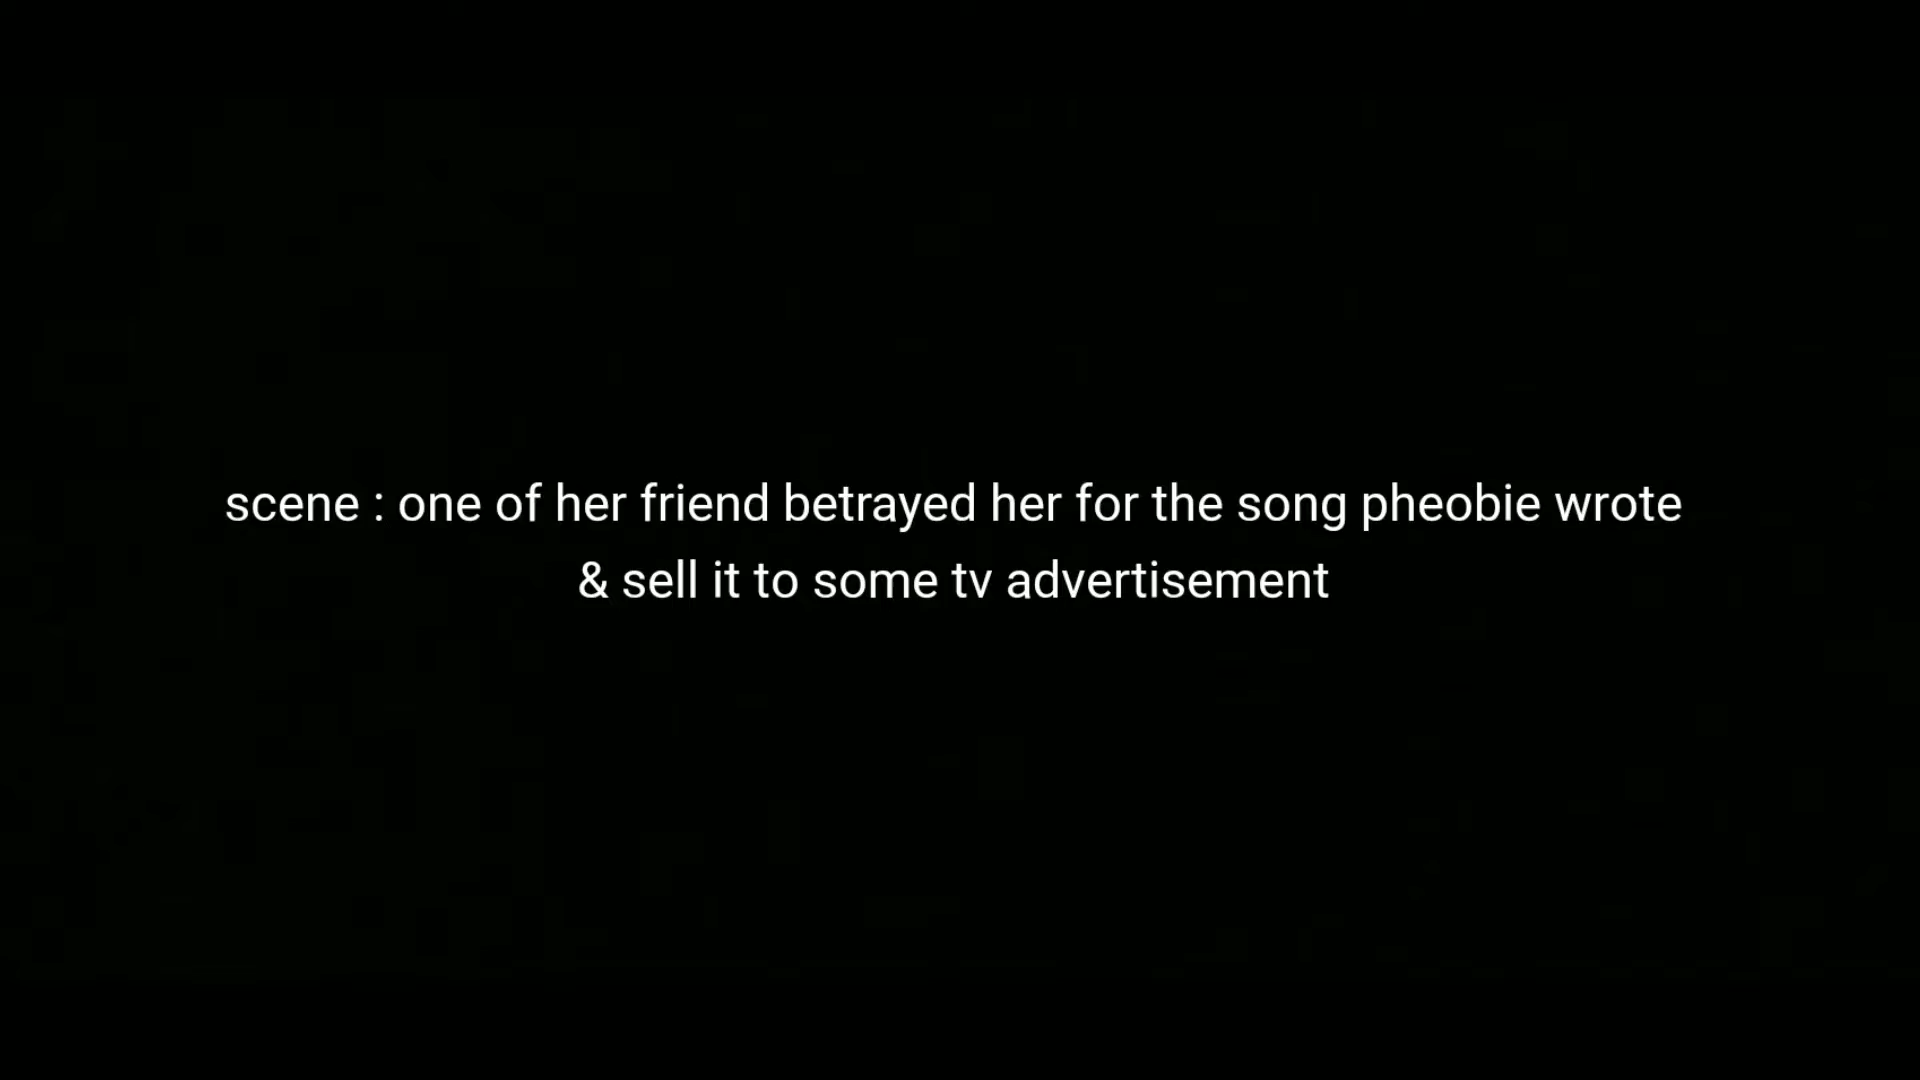 scene : one of her friend betrayed her for the song pheobie wrote
& sell it to some tv advertisement